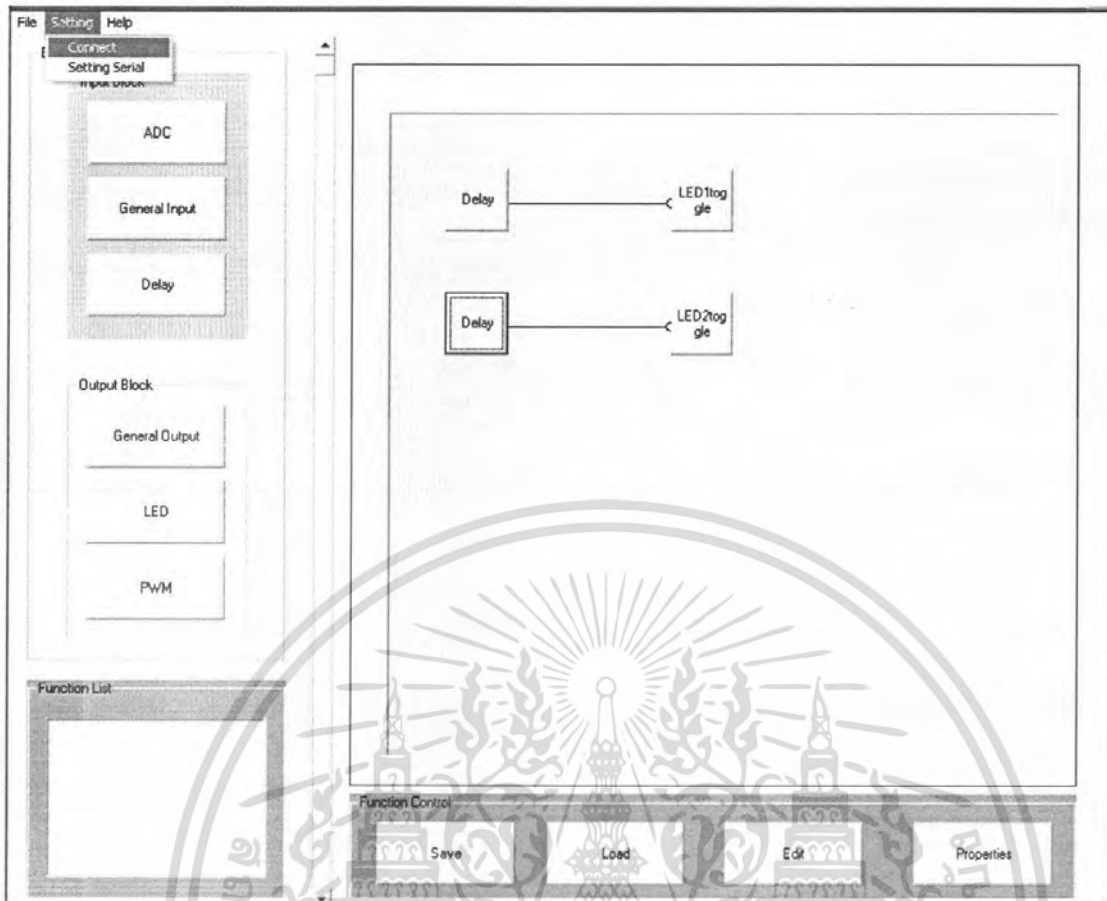 File Setting Help
Connect
Setting Serial
Input Block
ADC
General Input
Delay
Output Block
General Output
LED
PWM
Function List
Delay
LED1tog
gle
Delay
LED2tog
gle
Function Control
Save Load Edit Properties